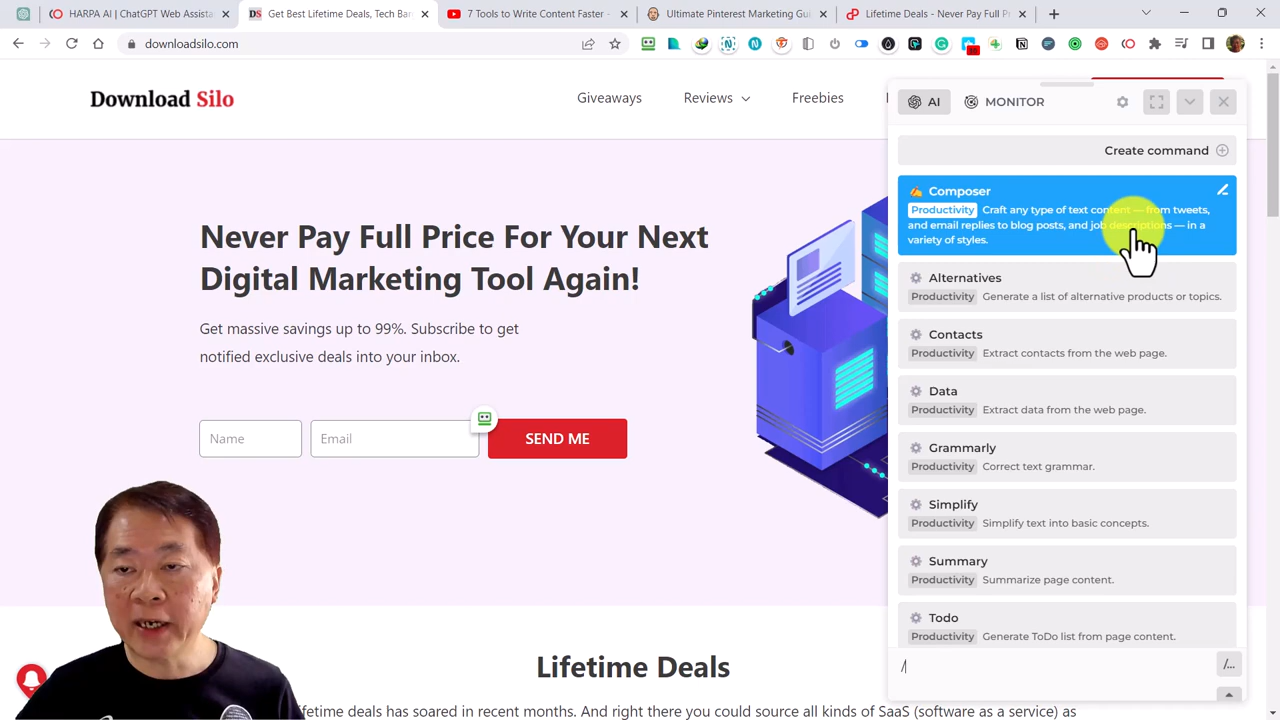 HARPA AI | ChatGPT Web Assista
Get Best Lifetime Deals, Tech Bar
7 Tools to Write Content Faster -
Ultimate Pinterest Marketing Gu
Lifetime Deals - Never Pay Full P
downloadsilo.com
Download Silo
Giveaways
Reviews
Freebies
AI
MONITOR
Create command
Composer
Productivity Craft any type of text content — from tweets,
and email replies to blog posts, and job descriptions — in a
variety of styles.
Alternatives
Productivity Generate a list of alternative products or topics.
Contacts
Productivity Extract contacts from the web page.
Data
Productivity Extract data from the web page.
Grammarly
Productivity Correct text grammar.
Simplify
Productivity Simplify text into basic concepts.
Summary
Productivity Summarize page content.
Todo
Productivity Generate ToDo list from page content.
/
/...
Never Pay Full Price For Your Next
Digital Marketing Tool Again!
Get massive savings up to 99%. Subscribe to get
notified exclusive deals into your inbox.
Name
Email
SEND ME
Lifetime Deals
ifetime deals has soared in recent months. And right there you could source all kinds of SaaS (software as a service) as